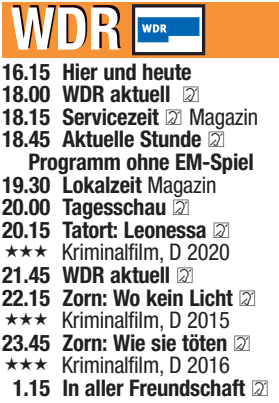 WDR WDR
16.15 Hier und heute
18.00 WDR aktuell
18.15 Servicezeit Magazin
18.45 Aktuelle Stunde
Programm ohne EM-Spiel
19.30 Lokalzeit Magazin
20.00 Tagesschau
20.15 Tatort: Leonessa
★★★ Kriminalfilm, D 2020
21.45 WDR aktuell
22.15 Zorn: Wo kein Licht
★★★ Kriminalfilm, D 2015
23.45 Zorn: Wie sie töten
★★★ Kriminalfilm, D 2016
1.15 In aller Freundschaft